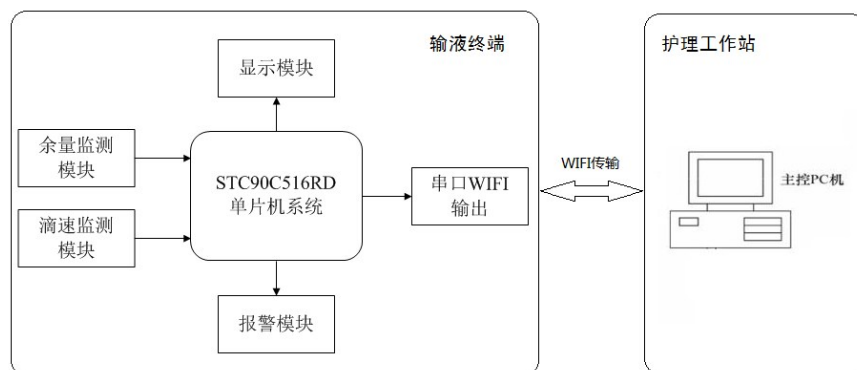 输液终端
护理工作站
显示模块
余量监测
模块
STC90C516RD
单片机系统
串口WIFI
输出
WIFI传输
主控PC机
滴速监测
模块
报警模块